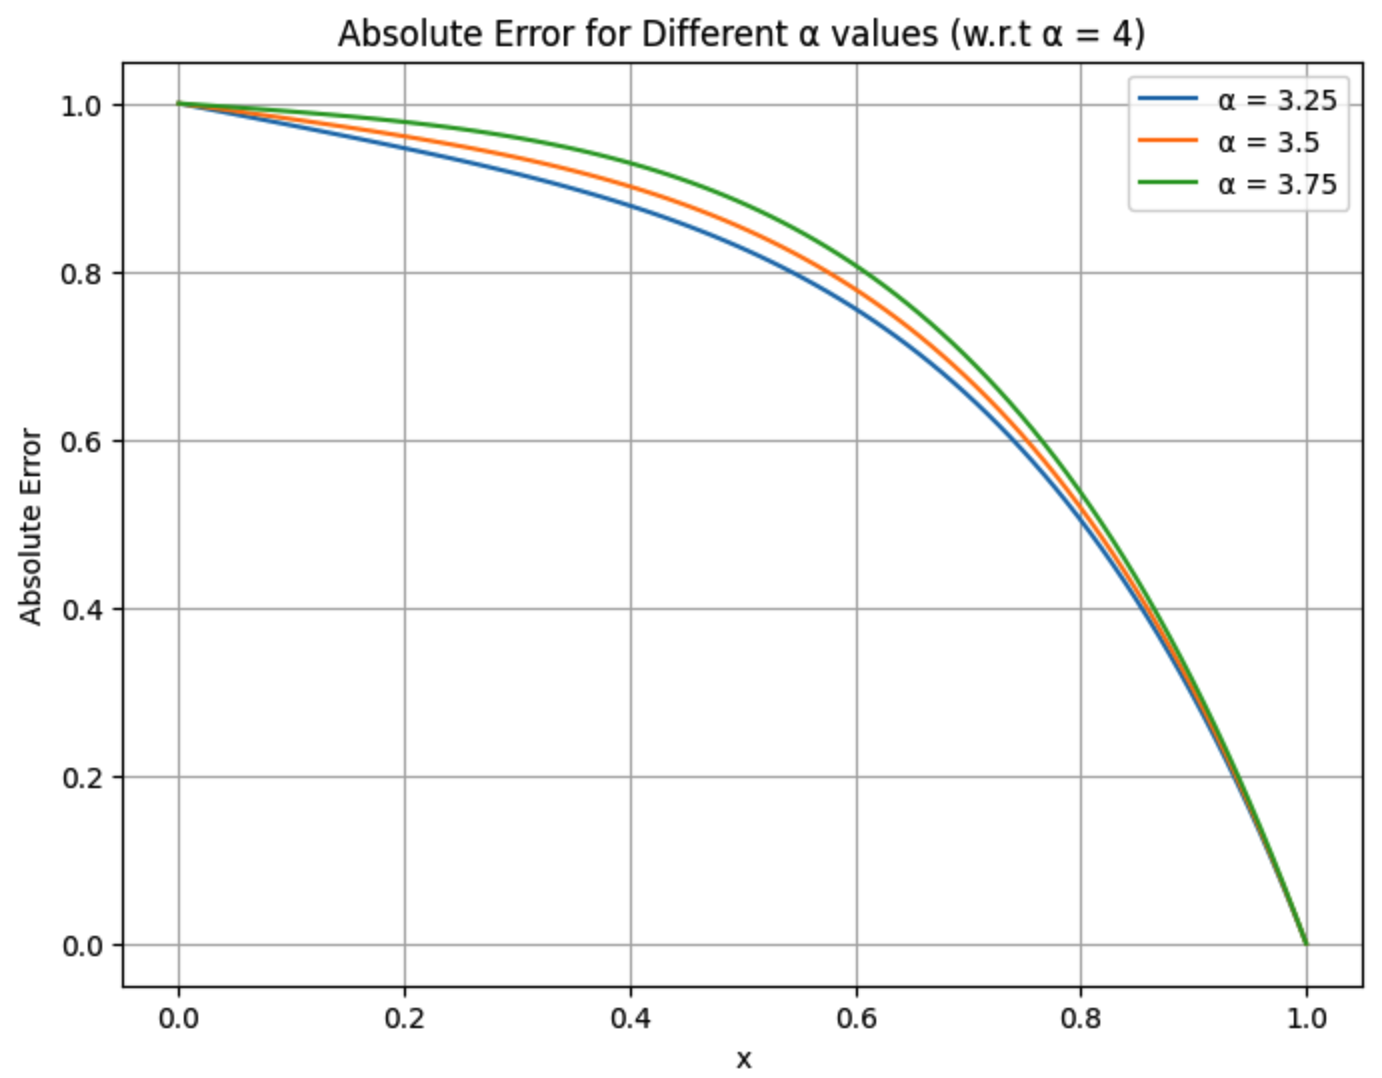 Absolute Error for Different α values (w.r.t α = 4)
α = 3.25
α = 3.5
α = 3.75
Absolute Error
1.0
0.8
0.6
0.4
0.2
0.0
0.0 0.2 0.4 0.6 0.8 1.0
x